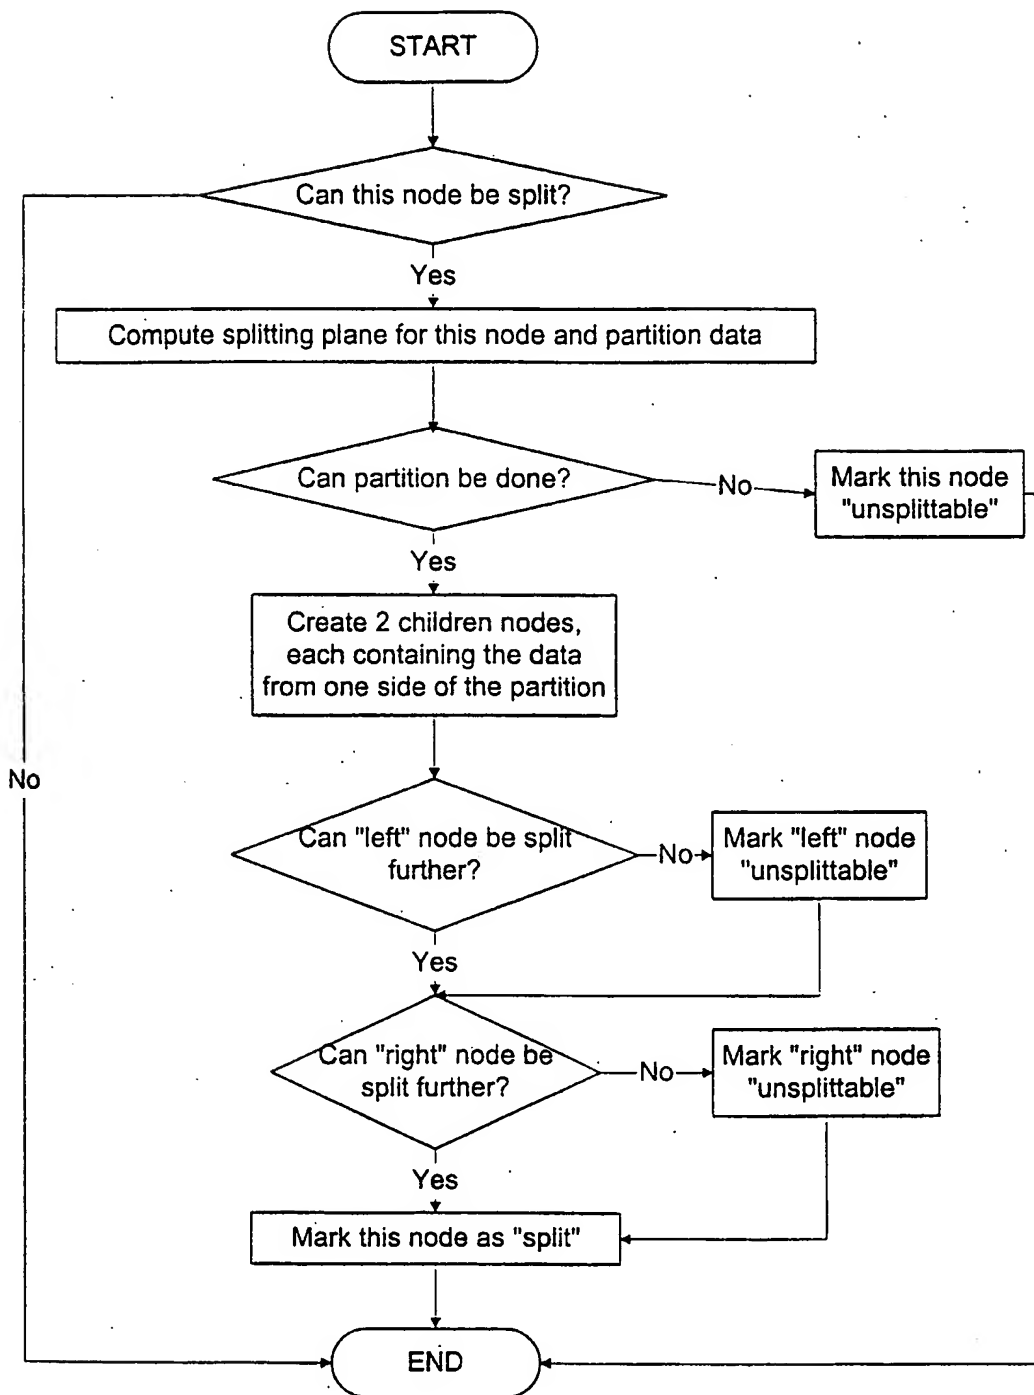 START
Can this node be split?
Yes
Compute splitting plane for this node and partition data
Can partition be done?
No
Mark this node
"unsplittable"
Yes
Create 2 children nodes,
each containing the data
from one side of the partition
No
Can "left" node be split
further?
No
Mark "left" node
"unsplittable"
Yes
Can "right" node be
split further?
No
Mark "right" node
"unsplittable"
Yes
Mark this node as "split"
END